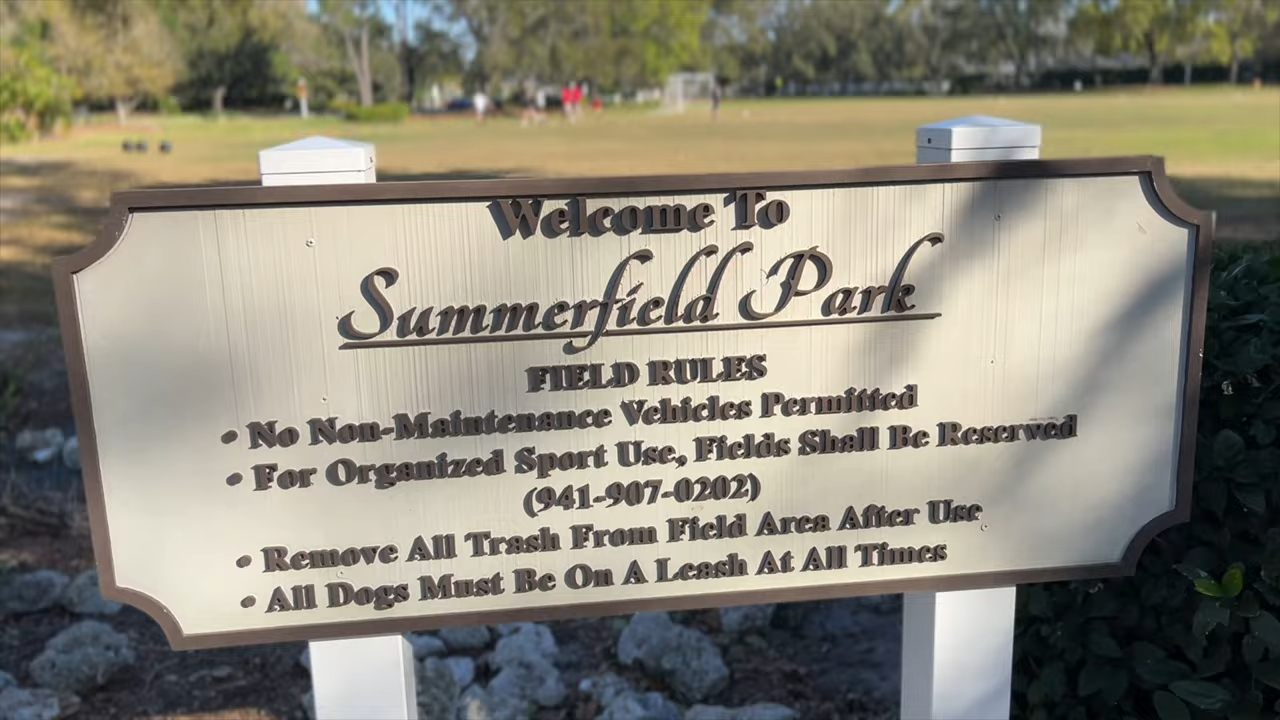 Welcome To
Summerfield Park
FIELD RULES
• No Non-Maintenance Vehicles Permitted
• For Organized Sport Use, Fields Shall Be Reserved
(941-907-0202)
• Remove All Trash From Field Area After Use
• All Dogs Must Be On A Leash At All Times